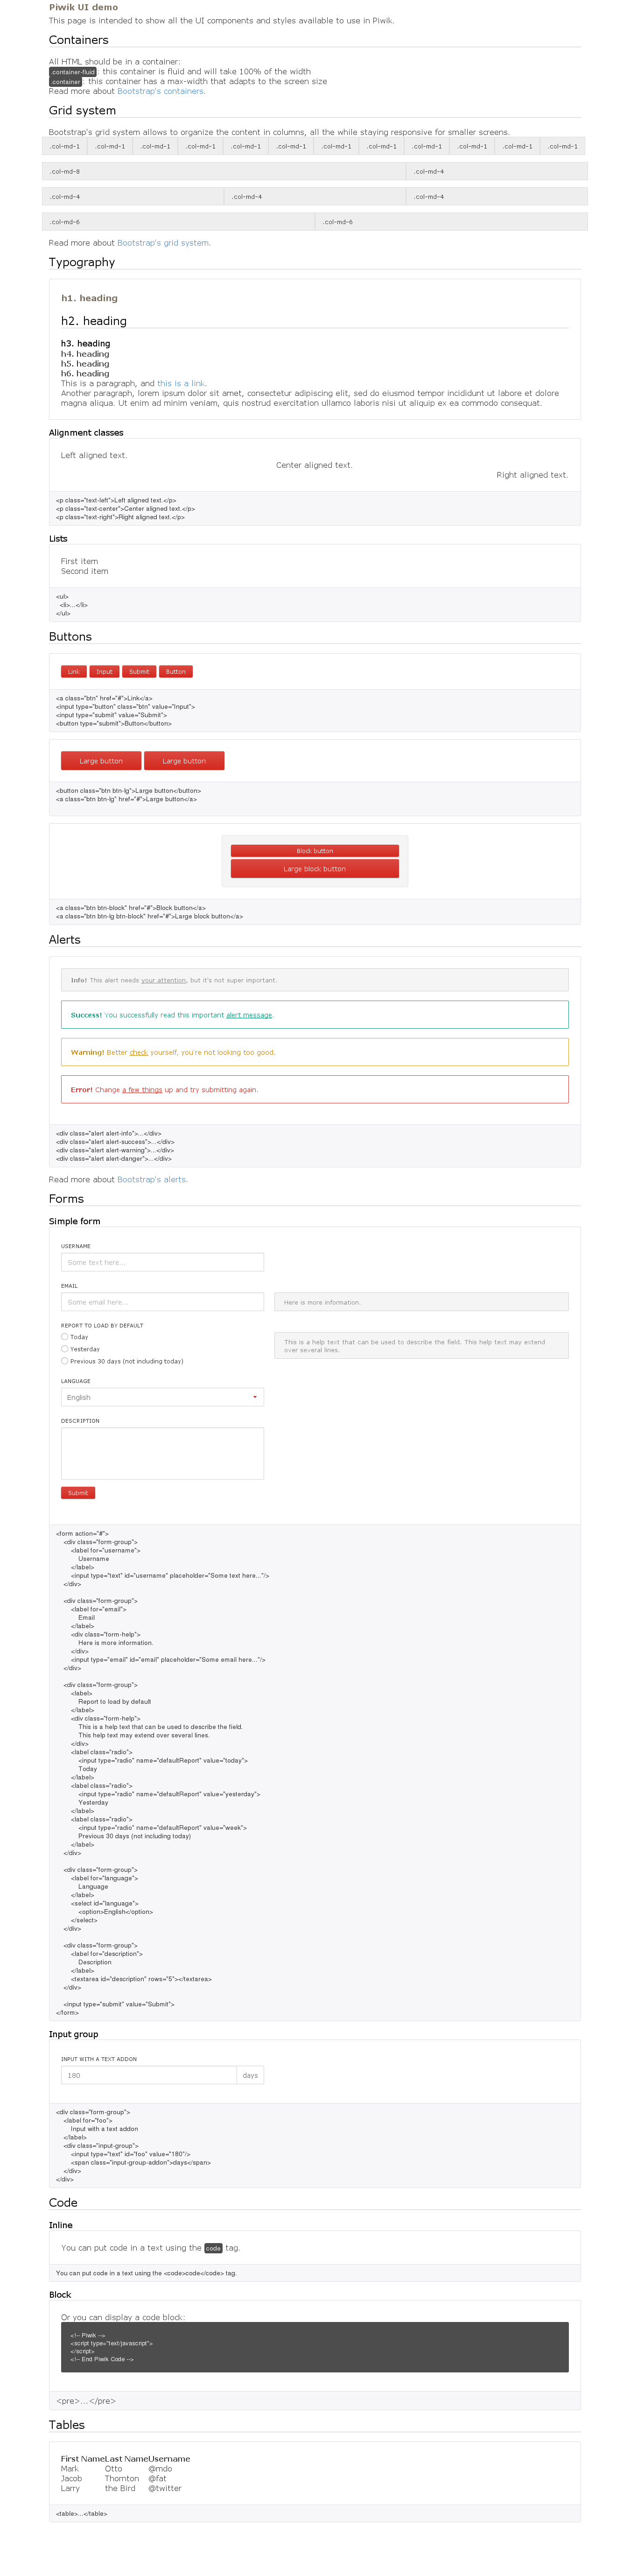 Piwik UI demo
This page is intended to show all the UI components and styles available to use in Piwik.
Containers
All HTML should be in a container:
.container-fluid: this container is fluid and will take 100% of the width
.container: this container has a max-width that adapts to the screen size
Read more about Bootstrap's containers.
Grid system
Bootstrap's grid system allows to organize the content in columns, all the while staying responsive for smaller screens.
.col-md-1 .col-md-1 .col-md-1 .col-md-1 .col-md-1 .col-md-1 .col-md-1 .col-md-1 .col-md-1 .col-md-1 .col-md-1 .col-md-1
.col-md-8 .col-md-4
.col-md-4 .col-md-4 .col-md-4
.col-md-6 .col-md-6
Read more about Bootstrap's grid system.
Typography
h1. heading
h2. heading
h3. heading
h4. heading
h5. heading
h6. heading
This is a paragraph, and this is a link.
Another paragraph, lorem ipsum dolor sit amet, consectetur adipiscing elit, sed do eiusmod tempor incididunt ut labore et dolore
magna aliqua. Ut enim ad minim veniam, quis nostrud exercitation ullamco laboris nisi ut aliquip ex ea commodo consequat.
Alignment classes
Left aligned text.
Center aligned text.
Right aligned text.
<p class="text-left">Left aligned text.</p>
<p class="text-center">Center aligned text.</p>
<p class="text-right">Right aligned text.</p>
Lists
First item
Second item
<ul>
  <li>...</li>
</ul>
Buttons
Link Input Submit Button
<a class="btn" href="#">Link</a>
<input type="button" class="btn" value="Input">
<input type="submit" value="Submit">
<button type="submit">Button</button>
Large button Large button
<button class="btn btn-lg">Large button</button>
<a class="btn btn-lg" href="#">Large button</a>
Block button
Large block button
<a class="btn btn-block" href="#">Block button</a>
<a class="btn btn-lg btn-block" href="#">Large block button</a>
Alerts
Info! This alert needs your attention, but it's not super important.
Success! You successfully read this important alert message.
Warning! Better check yourself, you're not looking too good.
Error! Change a few things up and try submitting again.
<div class="alert alert-info">...</div>
<div class="alert alert-success">...</div>
<div class="alert alert-warning">...</div>
<div class="alert alert-danger">...</div>
Read more about Bootstrap's alerts.
Forms
Simple form
USERNAME
Some text here...
EMAIL
Some email here... Here is more information.
REPORT TO LOAD BY DEFAULT
Today
Yesterday
Previous 30 days (not including today)
This is a help text that can be used to describe the field. This help text may extend
over several lines.
LANGUAGE
English
DESCRIPTION
Submit
<form action="#">
    <div class="form-group">
        <label for="username">
            Username
        </label>
        <input type="text" id="username" placeholder="Some text here..."/>
    </div>
    <div class="form-group">
        <label for="email">
            Email
        </label>
        <div class="form-help">
            Here is more information.
        </div>
        <input type="email" id="email" placeholder="Some email here..."/>
    </div>
    <div class="form-group">
        <label>
            Report to load by default
        </label>
        <div class="form-help">
            This is a help text that can be used to describe the field.
            This help text may extend over several lines.
        </div>
        <label class="radio">
            <input type="radio" name="defaultReport" value="today">
            Today
        </label>
        <label class="radio">
            <input type="radio" name="defaultReport" value="yesterday">
            Yesterday
        </label>
        <label class="radio">
            <input type="radio" name="defaultReport" value="week">
            Previous 30 days (not including today)
        </label>
    </div>
    <div class="form-group">
        <label for="language">
            Language
        </label>
        <select id="language">
            <option>English</option>
        </select>
    </div>
    <div class="form-group">
        <label for="description">
            Description
        </label>
        <textarea id="description" rows="5"></textarea>
    </div>
    <input type="submit" value="Submit">
</form>
Input group
INPUT WITH A TEXT ADDON
180 days
<div class="form-group">
    <label for="foo">
        Input with a text addon
    </label>
    <div class="input-group">
        <input type="text" id="foo" value="180"/>
        <span class="input-group-addon">days</span>
    </div>
</div>
Code
Inline
You can put code in a text using the code tag.
You can put code in a text using the <code>code</code> tag.
Block
Or you can display a code block:
<!-- Piwik -->
<script type="text/javascript">
</script>
<!-- End Piwik Code -->
<pre>...</pre>
Tables
First Name Last Name Username
Mark Otto @mdo
Jacob Thornton @fat
Larry the Bird @twitter
<table>...</table>